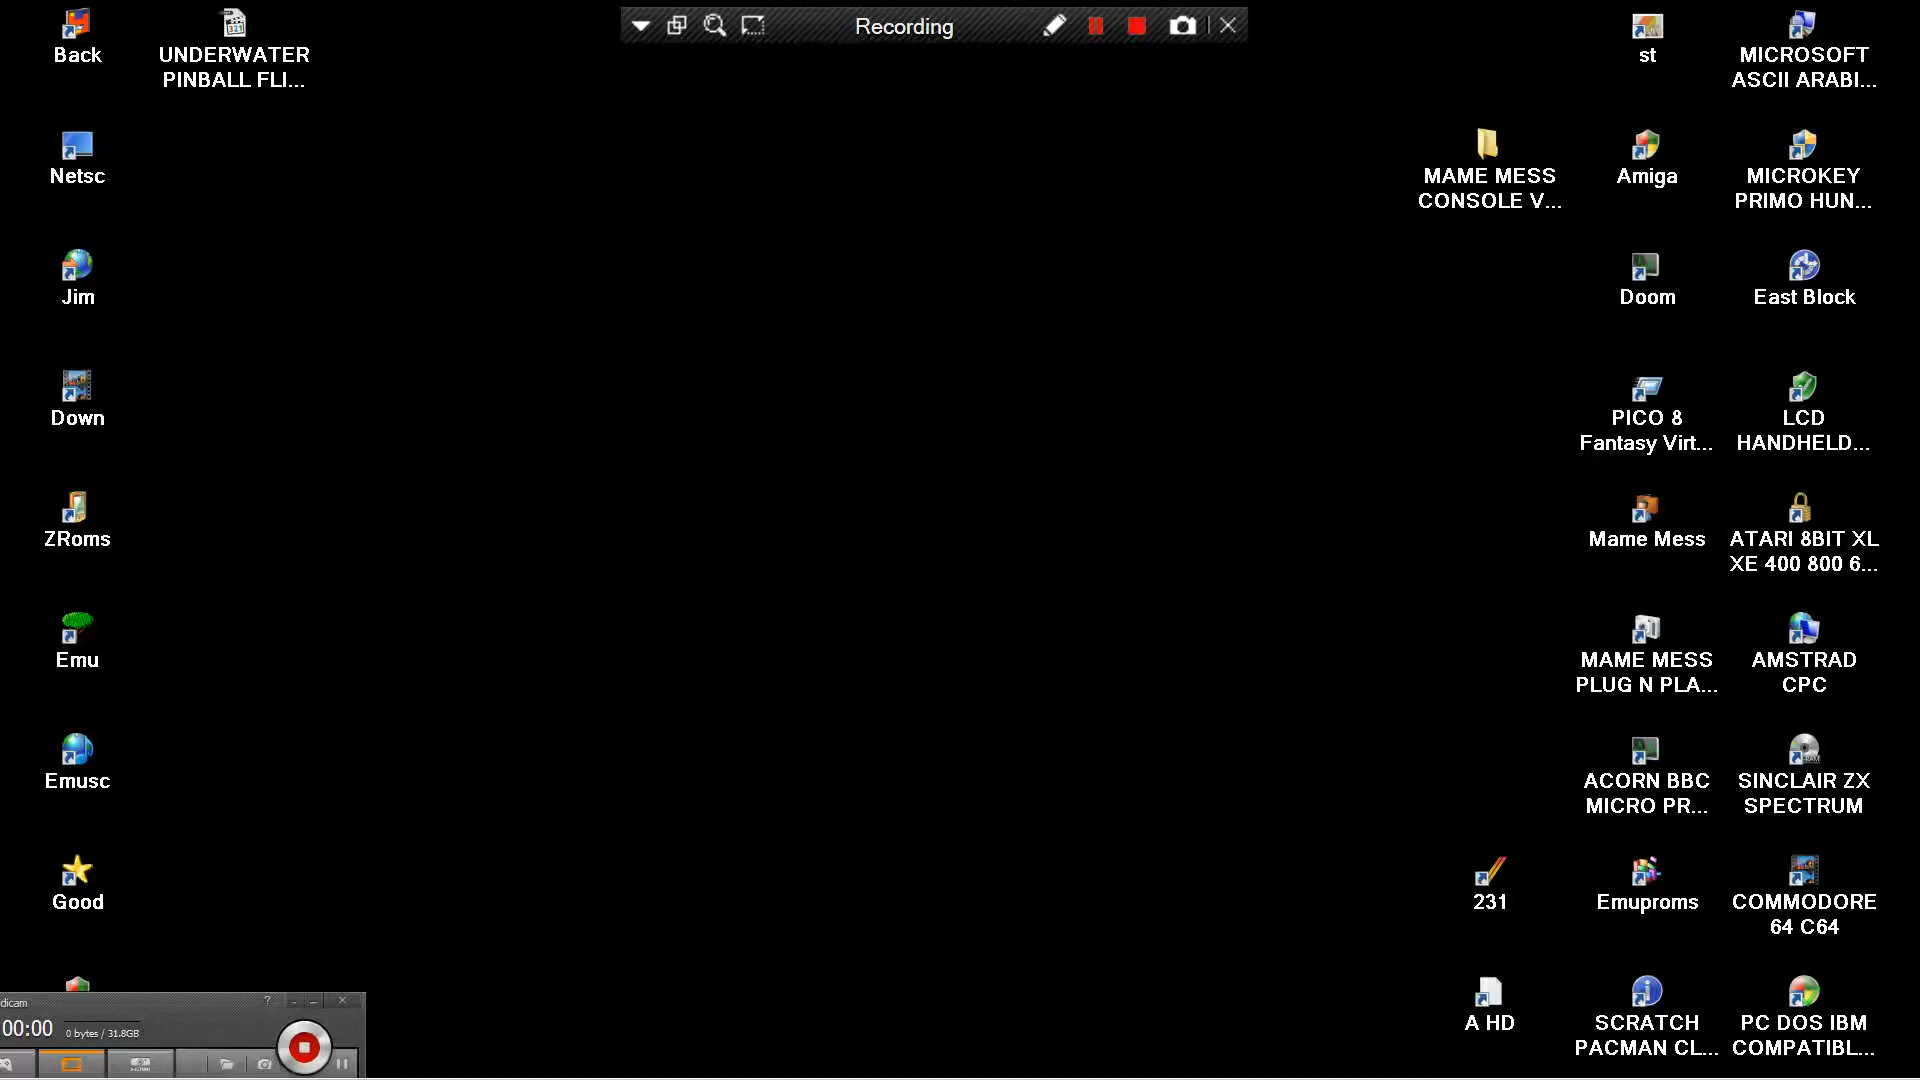 Recording
Back
UNDERWATER
PINBALL FLI...
st
MICROSOFT
ASCII ARABI...
Netsc
MAME MESS
CONSOLE V...
Amiga
MICROKEY
PRIMO HUN...
Jim
Doom
East Block
Down
PICO 8
Fantasy Virt...
LCD
HANDHELD...
ZRoms
Mame Mess
ATARI 8BIT XL
XE 400 800 6...
Emu
MAME MESS
PLUG N PLA...
AMSTRAD
CPC
Emusc
ACORN BBC
MICRO PR...
SINCLAIR ZX
SPECTRUM
Good
231
Emuproms
COMMODORE
64 C64
A HD
SCRATCH
PACMAN CL...
PC DOS IBM
COMPATIBL...
dicam
00:00
0 bytes / 31.8GB